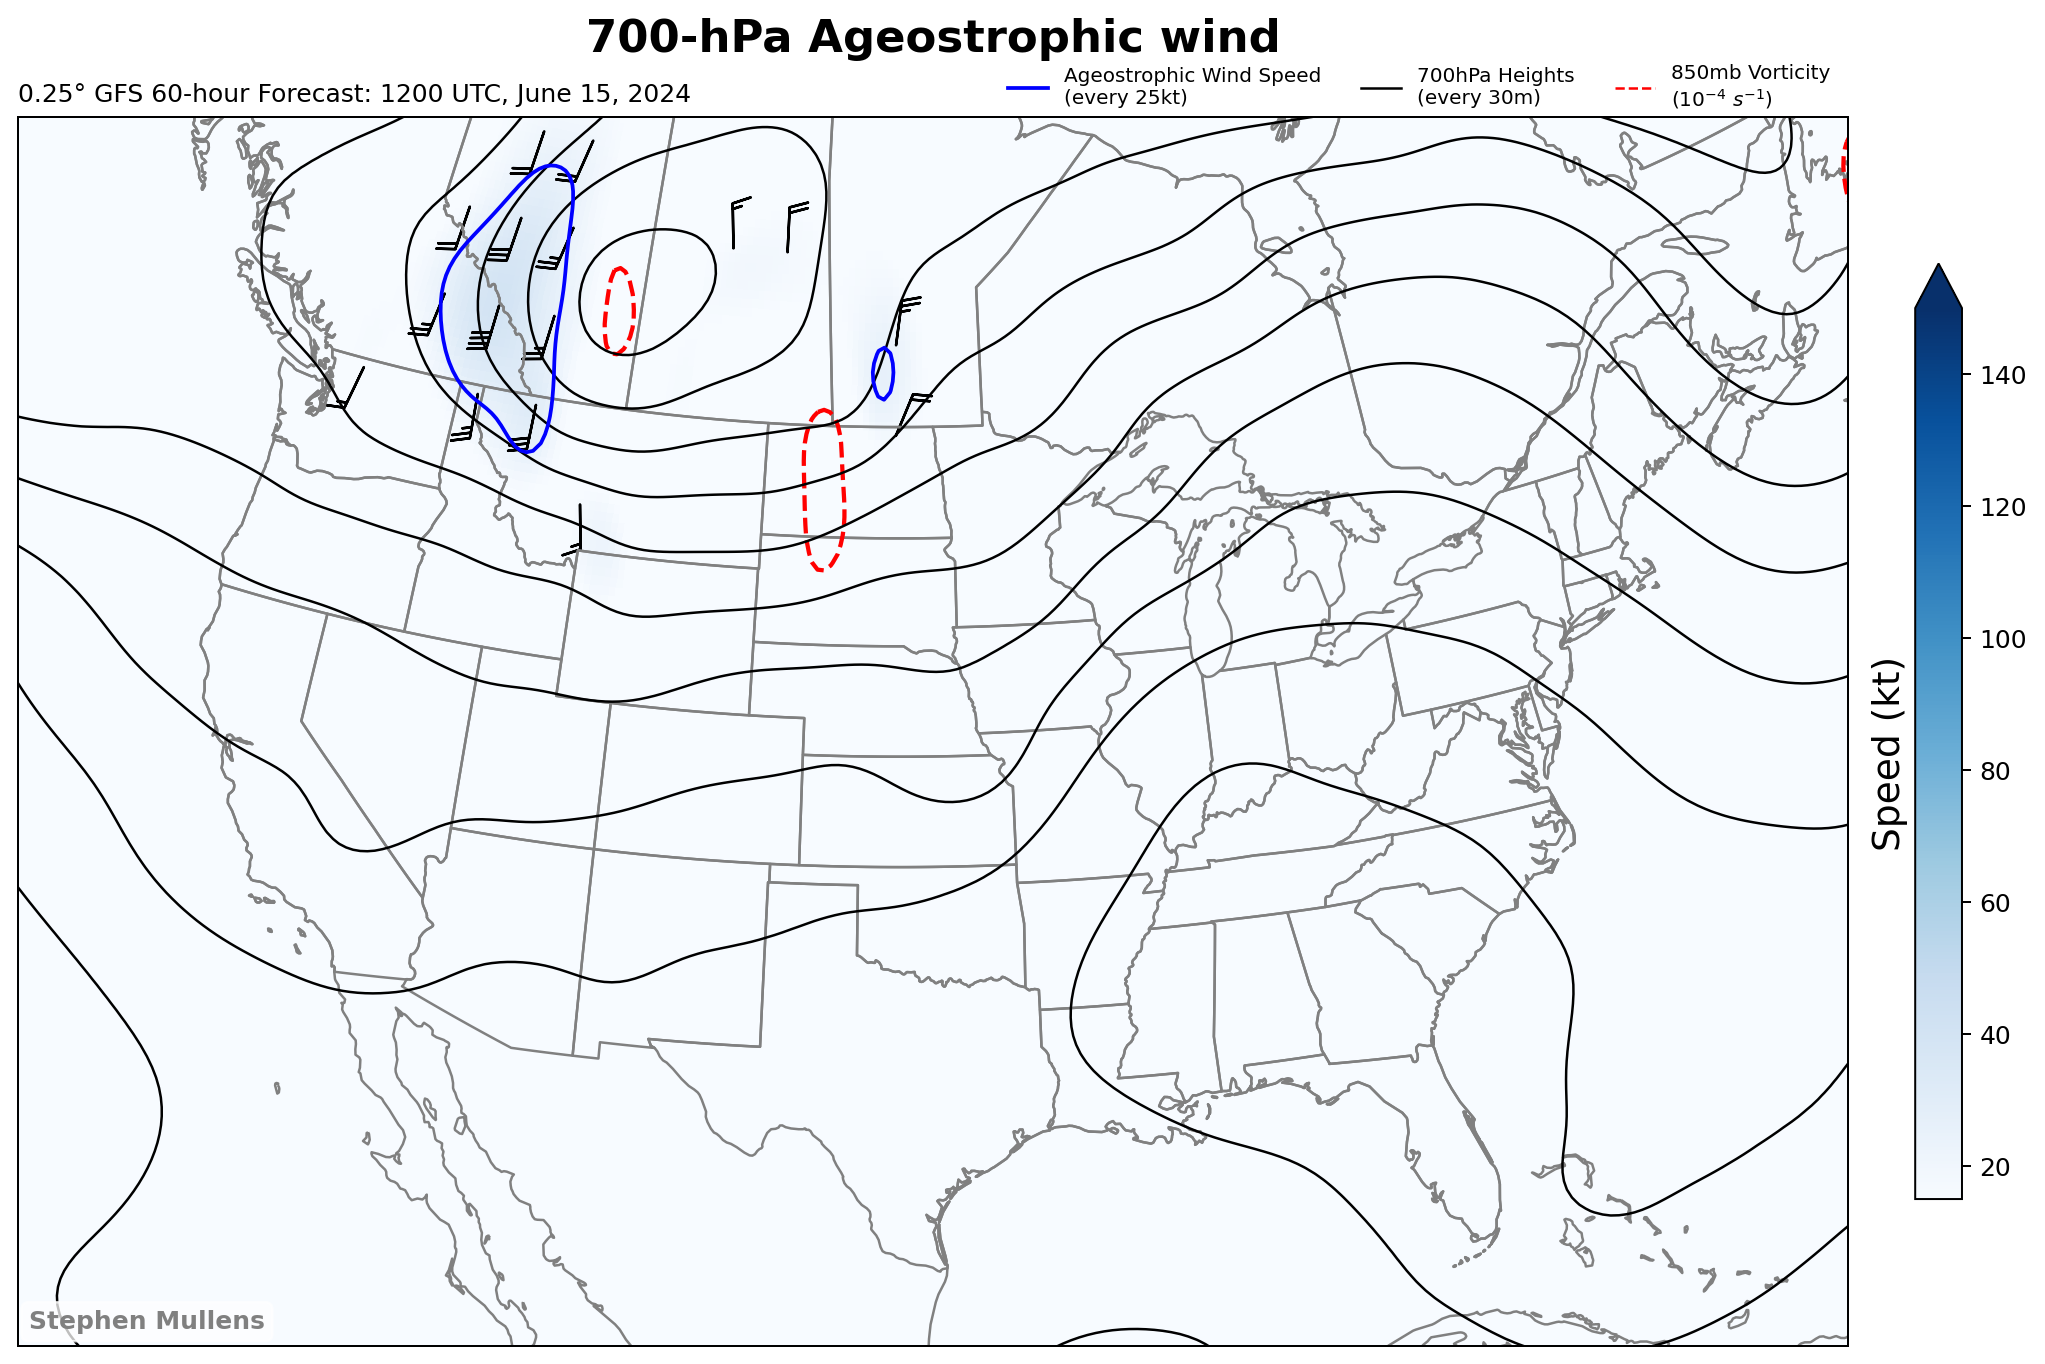 700-hPa Ageostrophic wind
0.25° GFS 60-hour Forecast: 1200 UTC, June 15, 2024
Ageostrophic Wind Speed
(every 25kt)
700hPa Heights
(every 30m)
850mb Vorticity
(10⁻⁴ s⁻¹)
140
120
100
80
60
40
20
Speed (kt)
Stephen Mullens